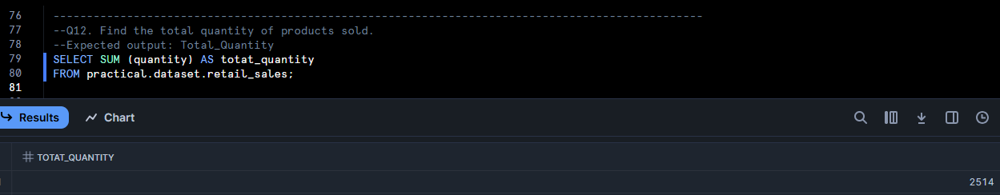 76 ----------------------------------------------------------------------------------------------------
77 --Q12. Find the total quantity of products sold.
78 --Expected output: Total_Quantity
79 SELECT SUM (quantity) AS totat_quantity
80 FROM practical.dataset.retail_sales;
81
Results Chart
TOTAT_QUANTITY
2514